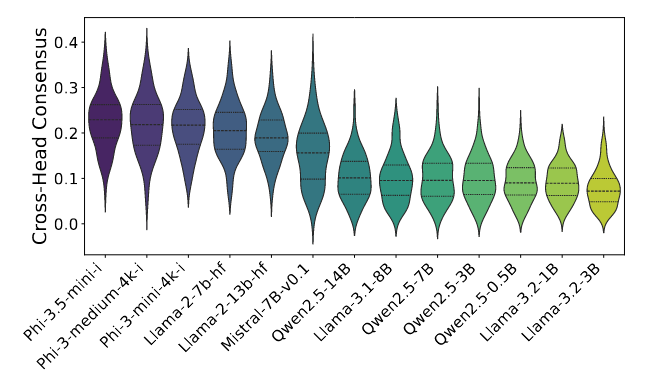 Cross-Head Consensus
0.4
0.3
0.2
0.1
0.0
Phi-3.5-mini-i
Phi-3-medium-4k-i
Phi-3-mini-4k-i
Llama-2-7b-hf
Llama-2-13b-hf
Mistral-7B-v0.1
Qwen2.5-14B
Llama-3.1-8B
Qwen2.5-7B
Qwen2.5-3B
Qwen2.5-0.5B
Llama-3.2-1B
Llama-3.2-3B